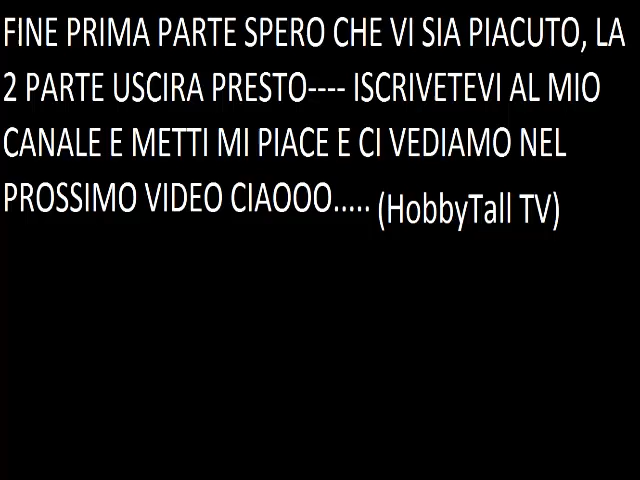 FINE PRIMA PARTE SPERO CHE VI SIA PIACUTO, LA
2 PARTE USCIRA PRESTO---- ISCRIVETEVI AL MIO
CANALE E METTI MI PIACE E CI VEDIAMO NEL
PROSSIMO VIDEO CIAOOO..... (HobbyTall TV)